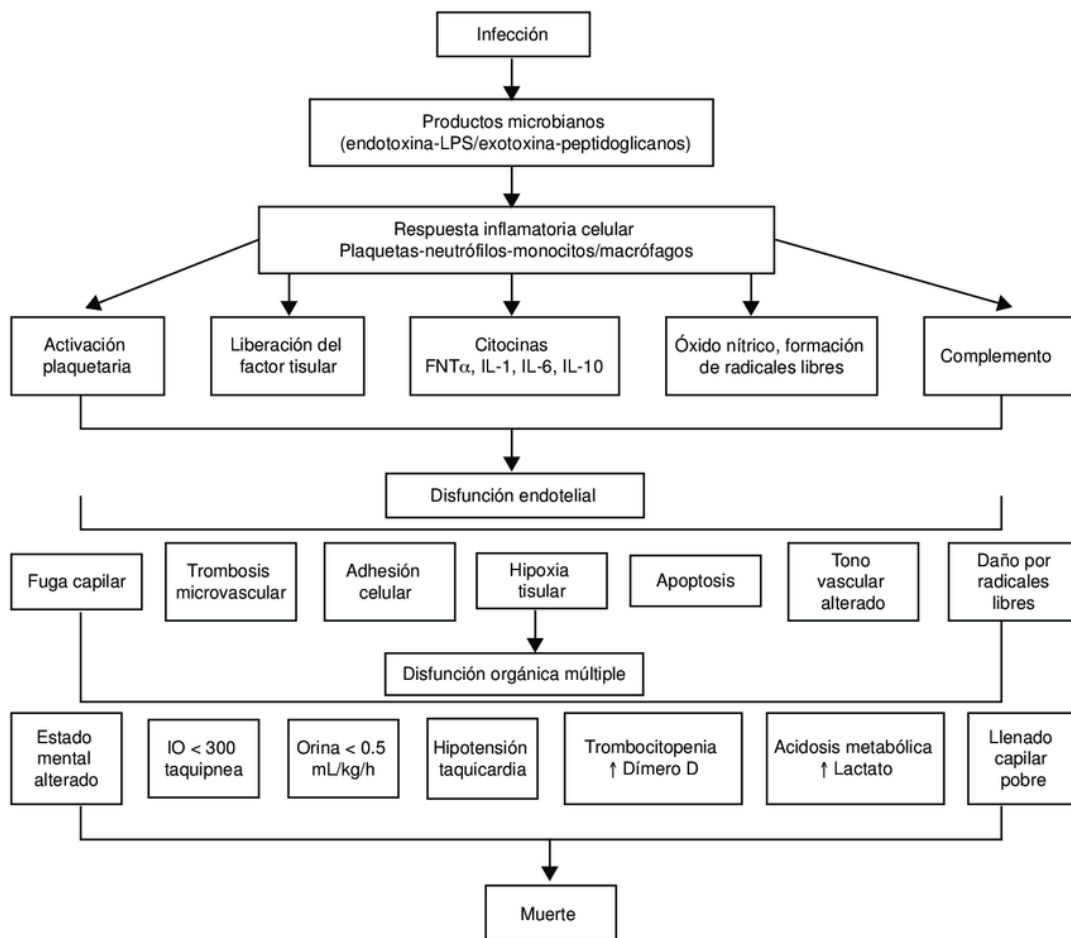 Infección
Productos microbianos
(endotoxina-LPS/exotoxina-peptidoglicanos)
Respuesta inflamatoria celular
Plaquetas-neutrófilos-monocitos/macrófagos
Activación
plaquetaria
Liberación del
factor tisular
Citocinas
FNTα, IL-1, IL-6, IL-10
Óxido nítrico, formación
de radicales libres
Complemento
Disfunción endotelial
Fuga capilar
Trombosis
microvascular
Adhesión
celular
Hipoxia
tisular
Apoptosis
Tono
vascular
alterado
Daño por
radicales
libres
Disfunción orgánica múltiple
Estado
mental
alterado
IO < 300
taquipnea
Orina < 0.5
mL/kg/h
Hipotensión
taquicardia
Trombocitopenia
↑ Dímero D
Acidosis metabólica
↑ Lactato
Llenado
capilar
pobre
Muerte